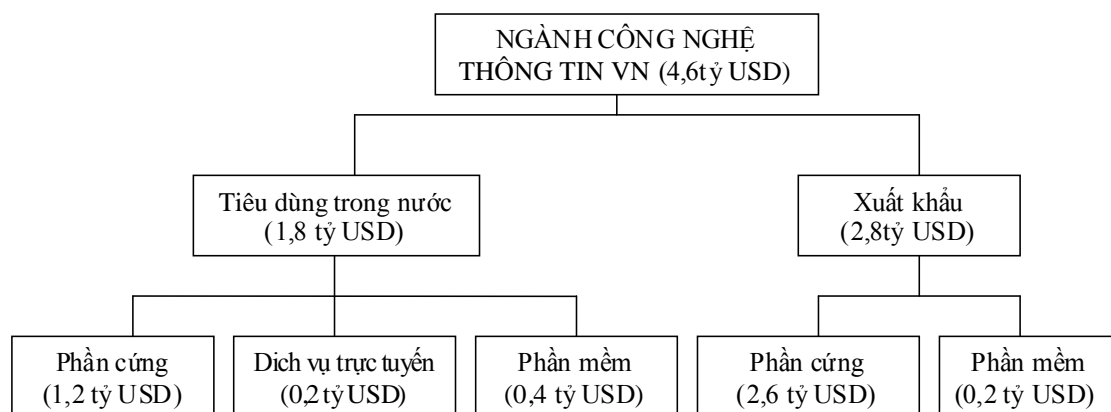 NGÀNH CÔNG NGHỆ
THÔNG TIN VN (4,6tỷ USD)
Tiêu dùng trong nước
(1,8 tỷ USD)
Xuất khẩu
(2,8tỷ USD)
Phần cứng
(1,2 tỷ USD)
Dich vụ trực tuyến
(0,2 tỷ USD)
Phần mềm
(0,4 tỷ USD)
Phần cứng
(2,6 tỷ USD)
Phần mềm
(0,2 tỷ USD)